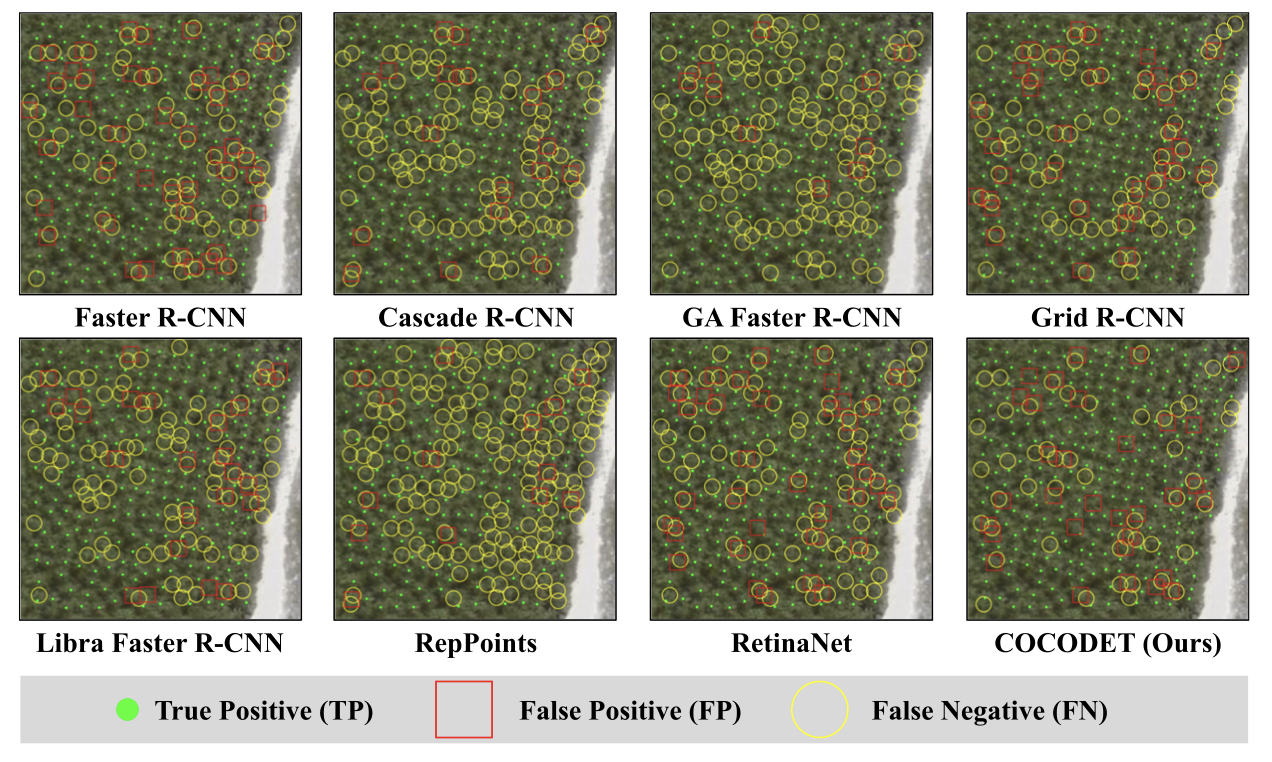 Faster R-CNN
Cascade R-CNN
GA Faster R-CNN
Grid R-CNN
Libra Faster R-CNN
RepPoints
RetinaNet
COCODET (Ours)
True Positive (TP)
False Positive (FP)
False Negative (FN)